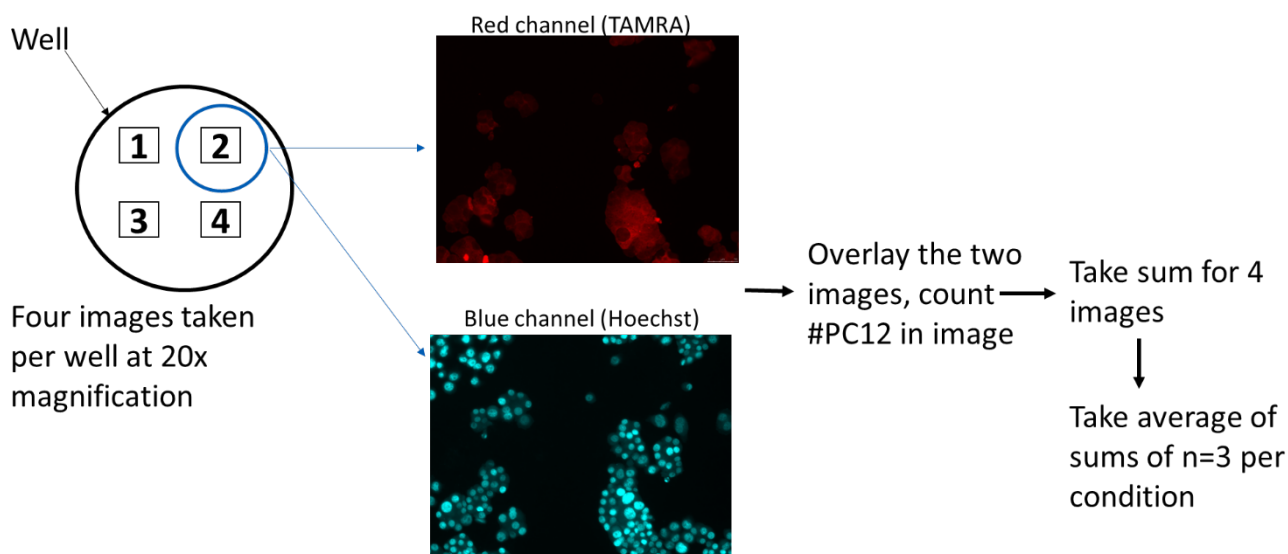 Well
1
2
3
4
Four images taken
per well at 20x
magnification
Red channel (TAMRA)
Blue channel (Hoechst)
Overlay the two
images, count
#PC12 in image
Take sum for 4
images
Take average of
sums of n=3 per
condition